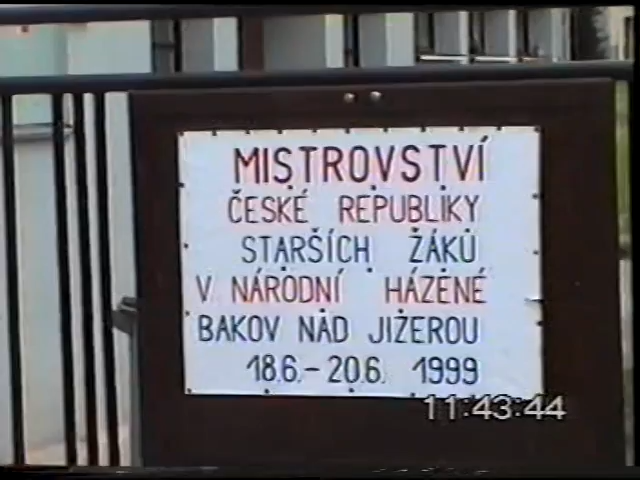 MISTROVSTVÍ
ČESKÉ REPUBLIKY
STARŠÍCH ŽÁKŮ
V NÁRODNÍ HÁZENÉ
BAKOV NAD JIZEROU
18.6.-20.6. 1999
11:43:44